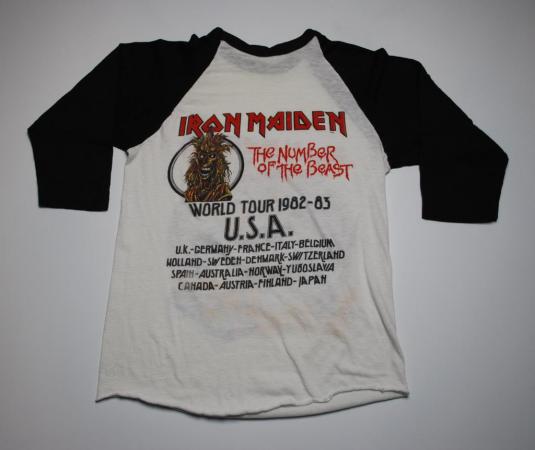 IRON MAIDEN
THE NUMBER
OF THE BEAST
WORLD TOUR 1982-83
U.S.A.
U.K.-GERMANY-FRANCE-ITALY-BELGIUM
HOLLAND-SWEDEN-DENMARK-SWITZERLAND
SPAIN-AUSTRALIA-NORWAY-YUGOSLAVIA
CANADA-AUSTRIA-FINLAND-JAPAN